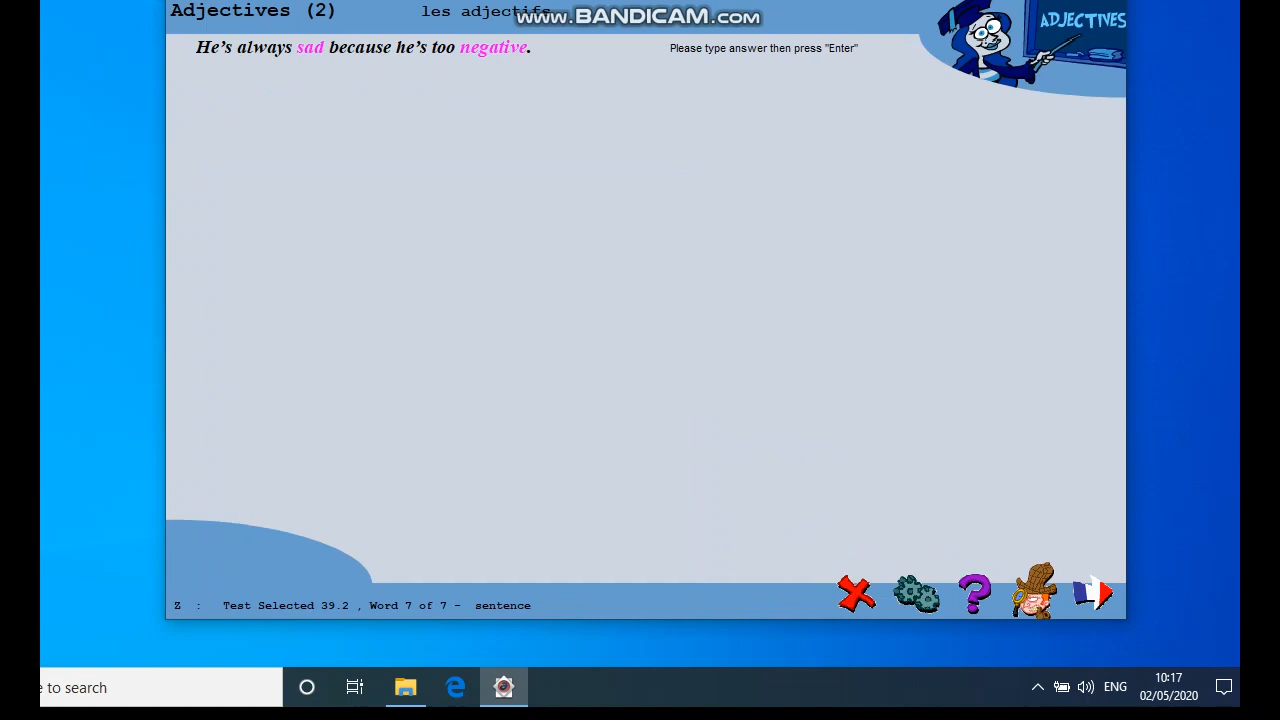 www.BANDICAM.com
Adjectives (2) les adjectifs
ADJECTIVES
He's always sad because he's too negative. Please type answer then press "Enter"
Z : Test Selected 39.2 , Word 7 of 7 - sentence
e to search
ENG
10:17
02/05/2020